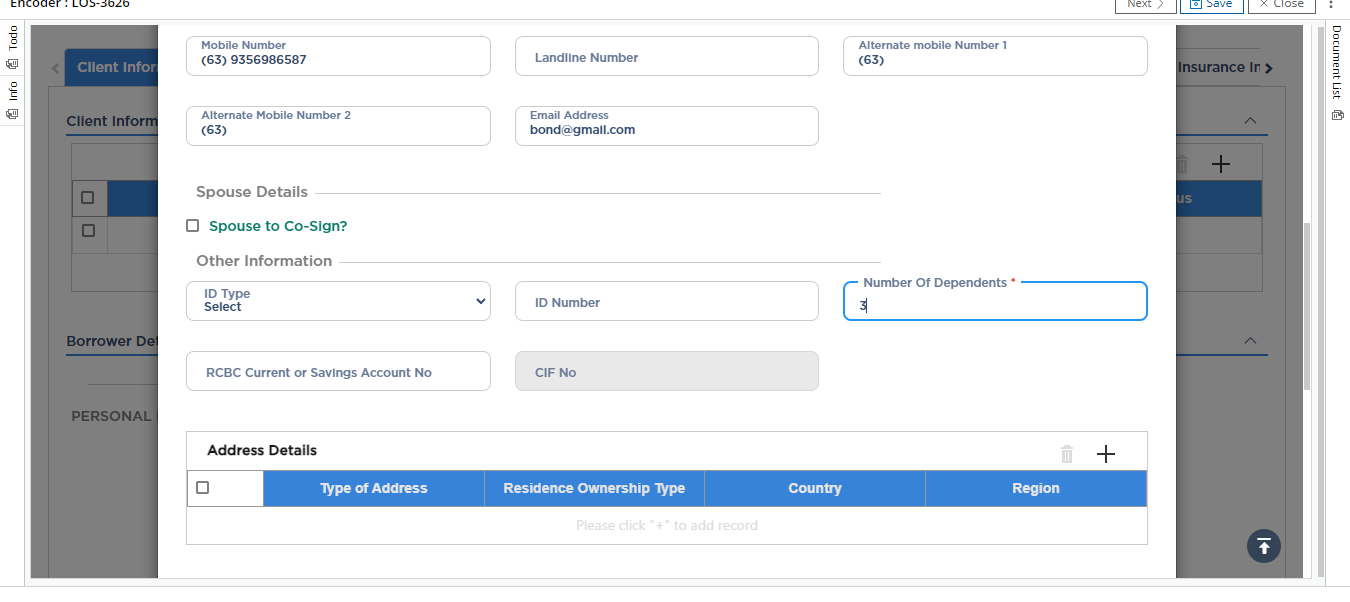 Encoder : LOS-3626
Next
Save
Close
Todo
Info
Document List
Client Infor
Insurance In
Client Inform
us
Borrower Det
PERSONAL
Mobile Number
(63) 9356986587
Landline Number
Alternate mobile Number 1
(63)
Alternate Mobile Number 2
(63)
Email Address
bond@gmail.com
Spouse Details
Spouse to Co-Sign?
Other Information
ID Type
Select
ID Number
Number Of Dependents *
3
RCBC Current or Savings Account No
CIF No
Address Details
Type of Address Residence Ownership Type Country Region
Please click "+" to add record